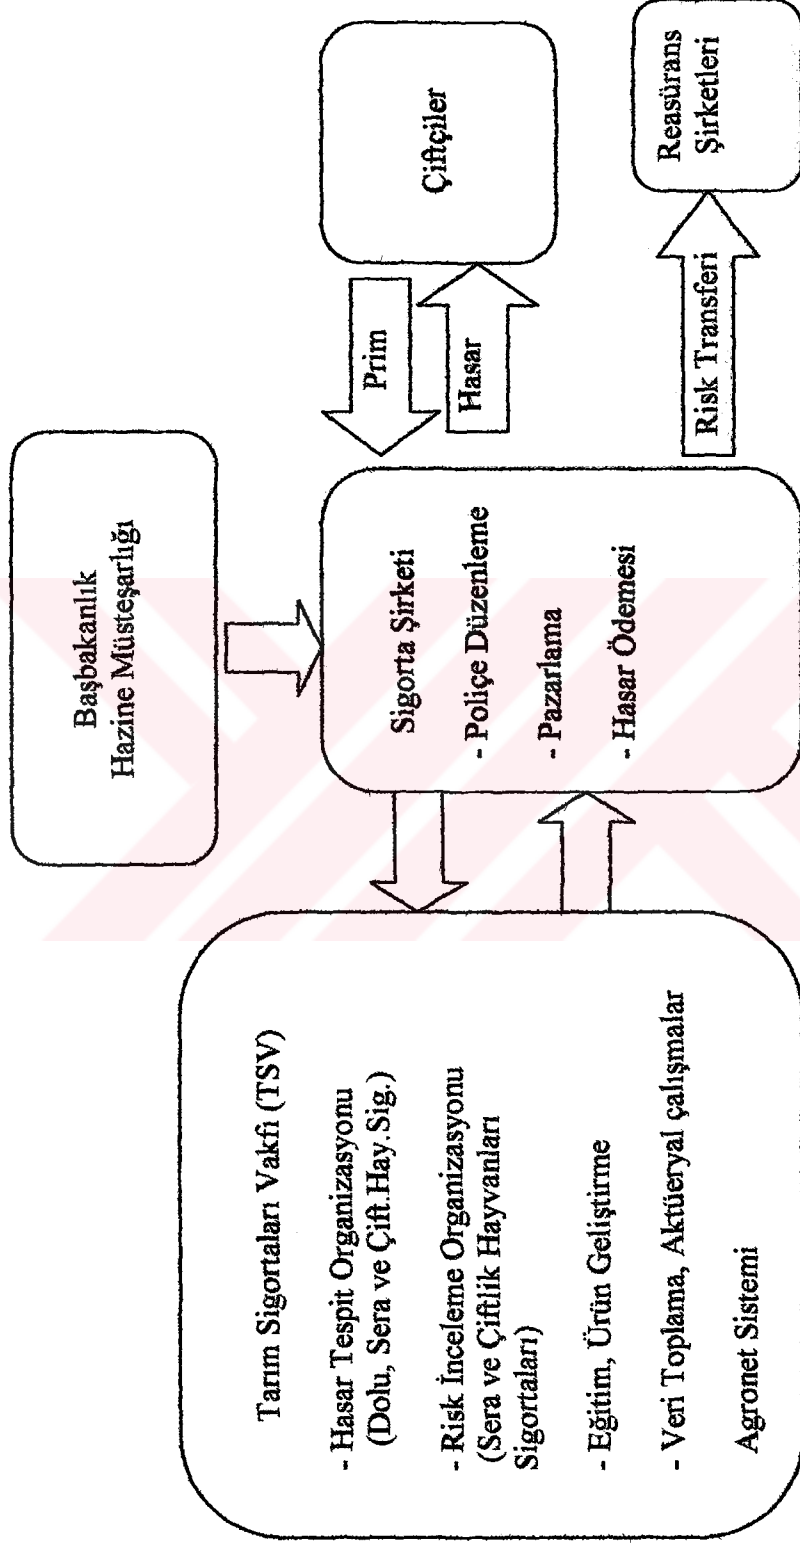 Başbakanlık
Hazine Müsteşarlığı
Tarım Sigortaları Vakfı (TSV)
- Hasar Tespit Organizasyonu
(Dolu, Sera ve Çift.Hay.Sig.)
- Risk İnceleme Organizasyonu
(Sera ve Çiftlik Hayvanları
Sigortaları)
- Eğitim, Ürün Geliştirme
- Veri Toplama, Aktüeryal çalışmalar
Agronet Sistemi
Sigorta Şirketi
- Poliçe Düzenleme
- Pazarlama
- Hasar Ödemesi
Prim
Hasar
Çiftçiler
Risk Transferi
Reasürans
Şirketleri